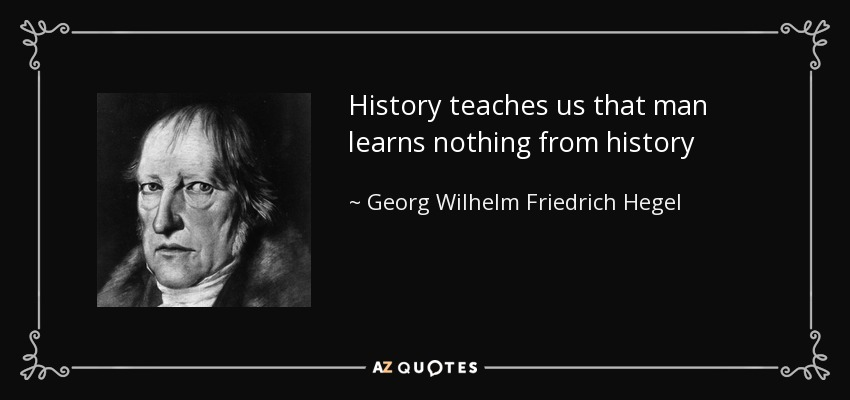 History teaches us that man
learns nothing from history
~ Georg Wilhelm Friedrich Hegel
AZ QUOTES